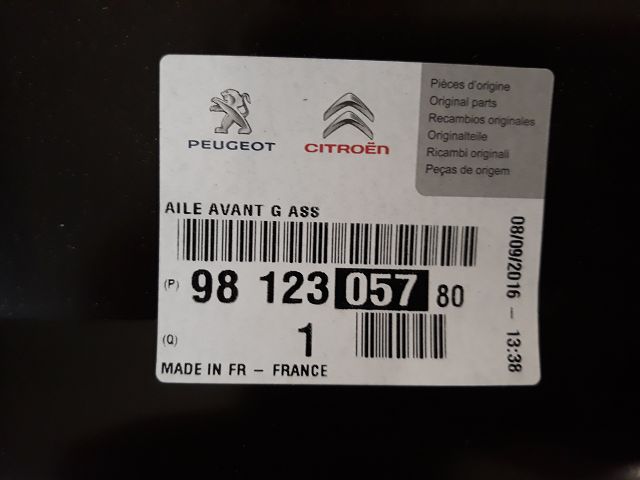 PEUGEOT
CITROËN
Pièces d'origine
Original parts
Recambios originales
Originalteile
Ricambi originali
Peças de origem
AILE AVANT G ASS
(P) 98 123 057 80
(Q) 1
MADE IN FR – FRANCE
08/09/2016 – 13:38